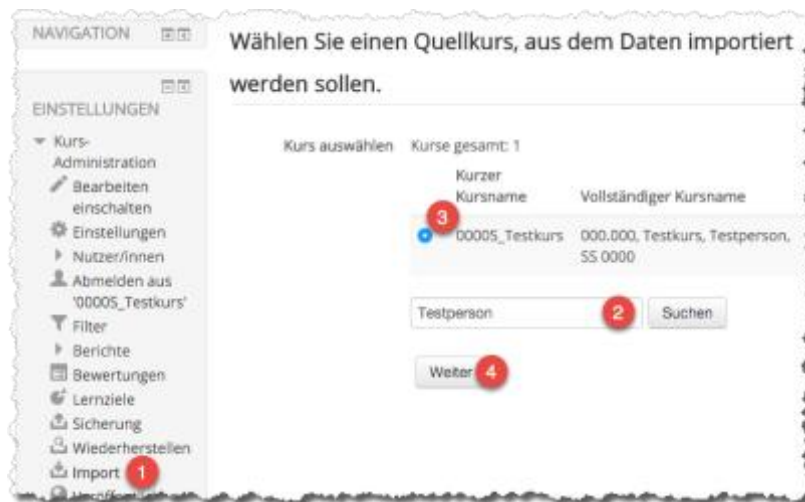 NAVIGATION
EINSTELLUNGEN
Kurs-
Administration
Bearbeiten
einschalten
Einstellungen
Nutzer/innen
Abmelden aus
'0000S_Testkurs'
Filter
Berichte
Bewertungen
Lernziele
Sicherung
Wiederherstellen
Import 1
Wählen Sie einen Quellkurs, aus dem Daten importiert
werden sollen.
Kurs auswählen Kurse gesamt: 1
Kurzer
Kursname Vollständiger Kursname
3
0000S_Testkurs 000.000, Testkurs, Testperson,
SS 0000
Testperson 2 Suchen
Weiter 4